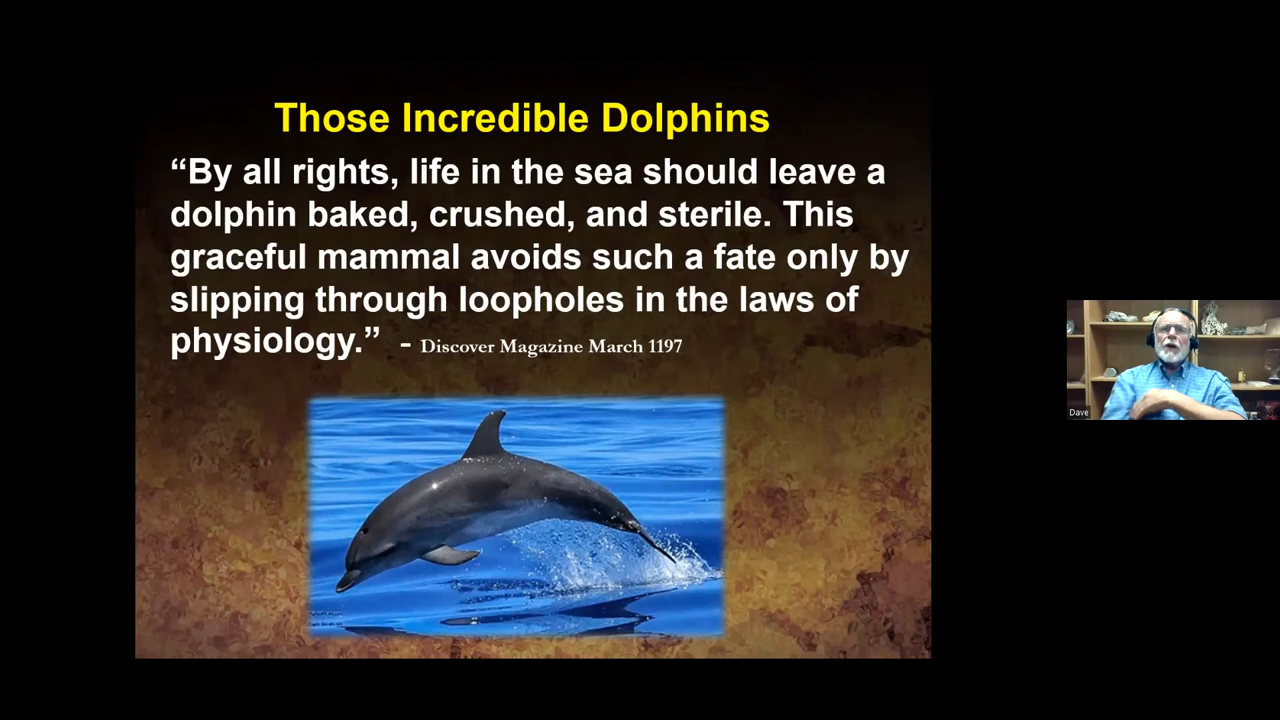 Those Incredible Dolphins
“By all rights, life in the sea should leave a
dolphin baked, crushed, and sterile. This
graceful mammal avoids such a fate only by
slipping through loopholes in the laws of
physiology.” - Discover Magazine March 1197
Dave